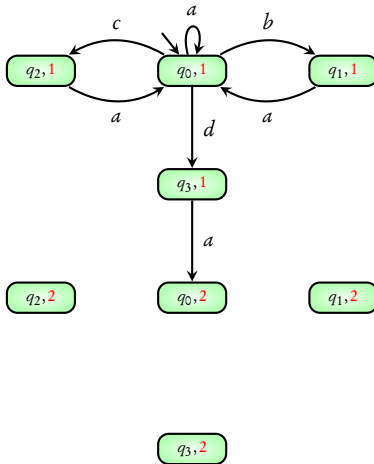 a
c b
q₂,1 q₀,1 q₁,1
a a
d
q₃,1
a
q₂,2 q₀,2 q₁,2
q₃,2